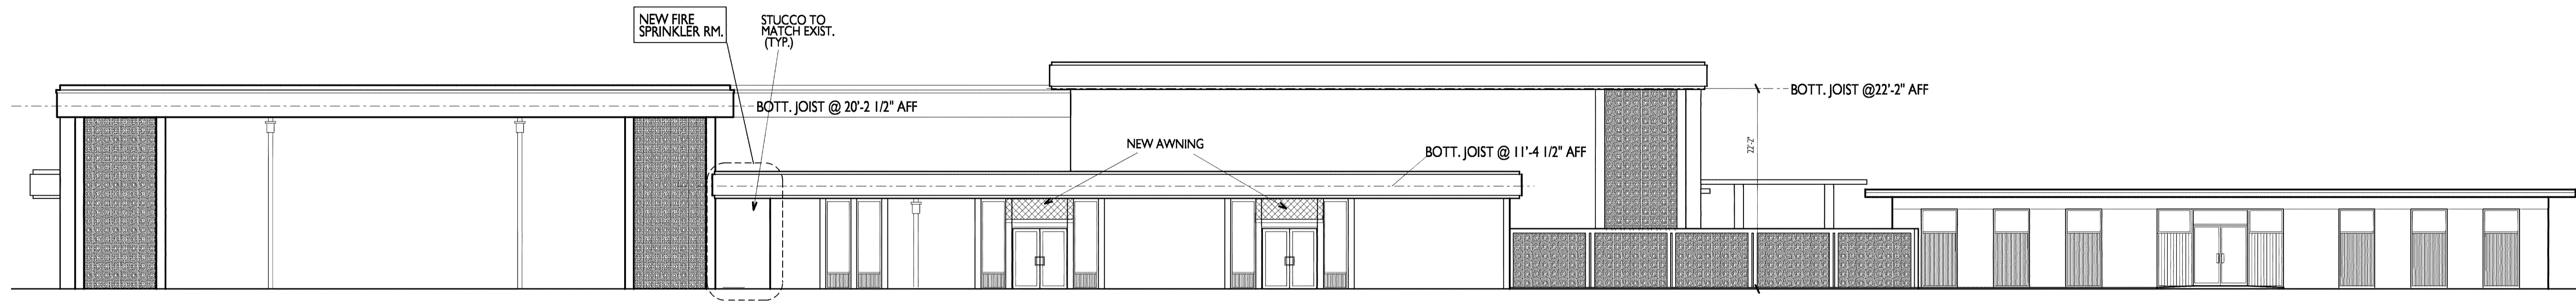 NEW FIRE
SPRINKLER RM.
STUCCO TO
MATCH EXIST.
(TYP.)
BOTT. JOIST @ 20'-2 1/2" AFF
NEW AWNING
BOTT. JOIST @ 11'-4 1/2" AFF
BOTT. JOIST @22'-2" AFF
22'-2"